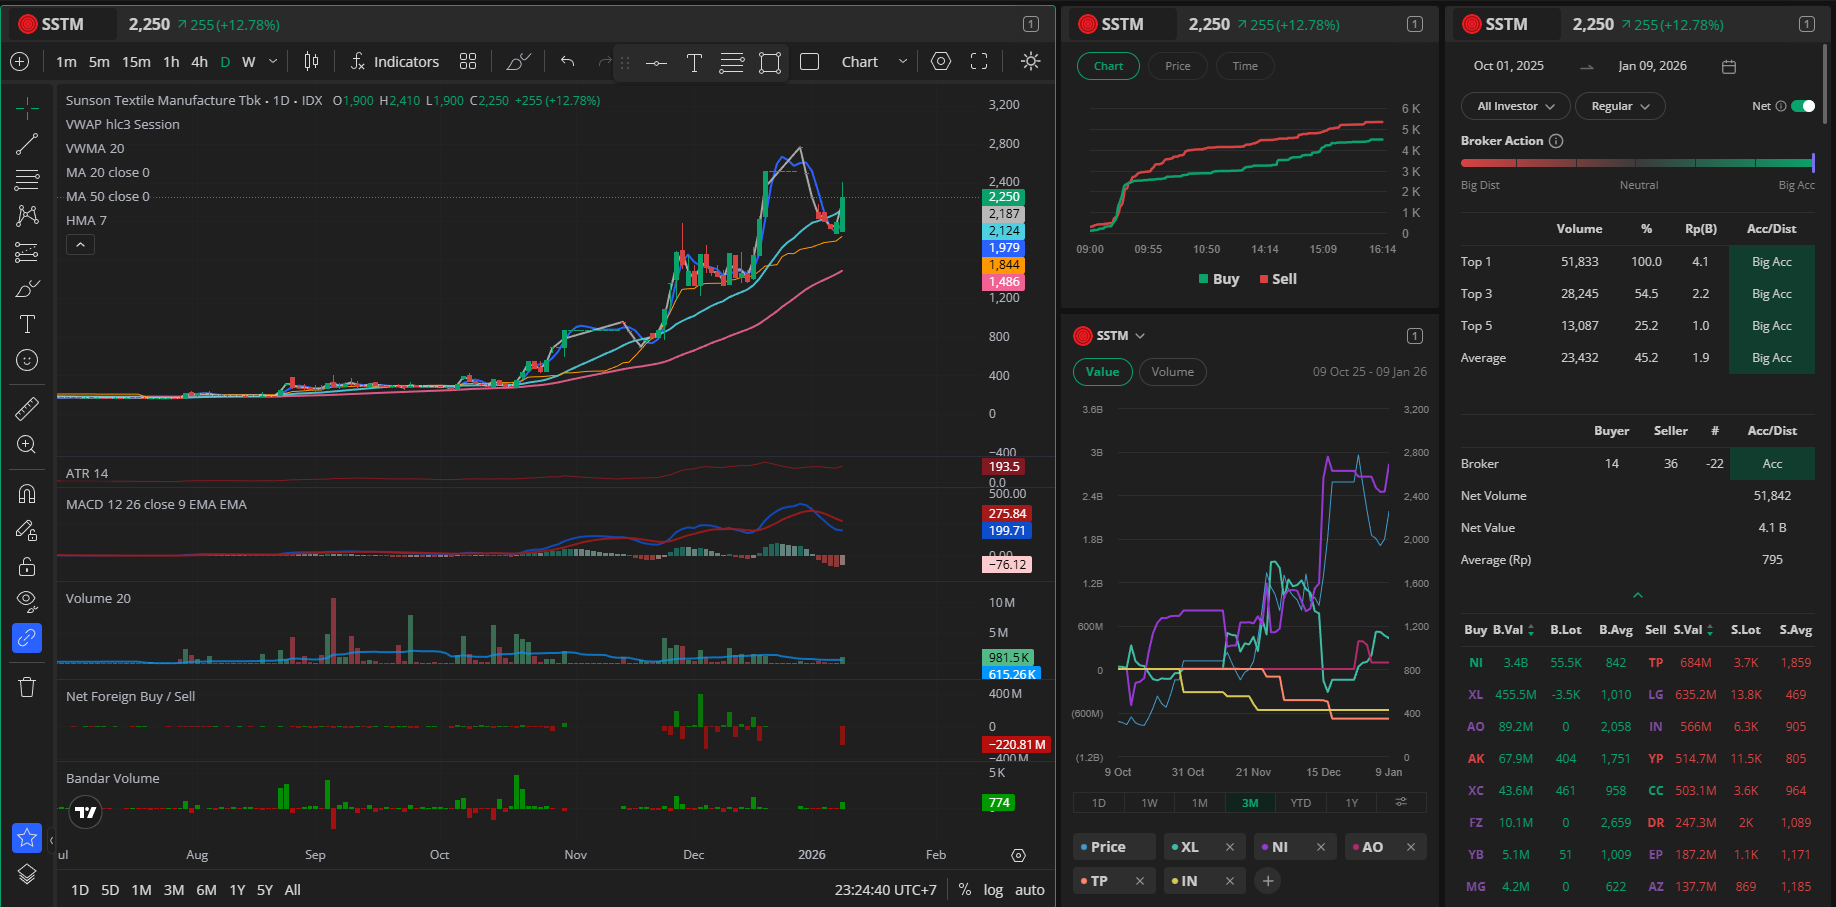 SSTM 2,250 255 (+12.78%) 1
1m 5m 15m 1h 4h D W Indicators Chart
Sunson Textile Manufacture Tbk • 1D • IDX O1,900 H2,410 L1,900 C2,250 +255 (+12.78%)
VWAP hlc3 Session
VWMA 20
MA 20 close 0
MA 50 close 0
HMA 7
3,200
2,800
2,400
2,250
2,187
2,124
1,979
1,844
1,486
1,200
800
400
0
−400
ATR 14
193.5
0.0
MACD 12 26 close 9 EMA EMA
500.00
275.84
199.71
0.00
−76.12
Volume 20
10 M
5 M
981.5 K
615.26 K
Net Foreign Buy / Sell
400 M
0
−220.81 M
−400 M
Bandar Volume
5 K
774
ul Aug Sep Oct Nov Dec 2026 Feb
1D 5D 1M 3M 6M 1Y 5Y All 23:24:40 UTC+7 % log auto
SSTM 2,250 255 (+12.78%) 1
Chart Price Time
6 K
5 K
4 K
3 K
2 K
1 K
0
09:00 09:55 10:50 14:14 15:09 16:14
Buy Sell
SSTM 1
Value Volume 09 Oct 25 - 09 Jan 26
3.6B 3,200
3B 2,800
2.4B 2,400
1.8B 2,000
1.2B 1,600
600M 1,200
0 800
(600M) 400
(1.2B) 0
9 Oct 31 Oct 21 Nov 15 Dec 9 Jan
1D 1W 1M 3M YTD 1Y
Price XL × NI × AO ×
TP × IN × +
SSTM 2,250 255 (+12.78%) 1
Oct 01, 2025 → Jan 09, 2026
All Investor Regular Net
Broker Action
Big Dist Neutral Big Acc
Volume % Rp(B) Acc/Dist
Top 1 51,833 100.0 4.1 Big Acc
Top 3 28,245 54.5 2.2 Big Acc
Top 5 13,087 25.2 1.0 Big Acc
Average 23,432 45.2 1.9 Big Acc
Buyer Seller # Acc/Dist
Broker 14 36 -22 Acc
Net Volume 51,842
Net Value 4.1 B
Average (Rp) 795
Buy B.Val B.Lot B.Avg Sell S.Val S.Lot S.Avg
NI 3.4B 55.5K 842 TP 684M 3.7K 1,859
XL 455.5M -3.5K 1,010 LG 635.2M 13.8K 469
AO 89.2M 0 2,058 IN 566M 6.3K 905
AK 67.9M 404 1,751 YP 514.7M 11.5K 805
XC 43.6M 461 958 CC 503.1M 3.6K 964
FZ 10.1M 0 2,659 DR 247.3M 2K 1,089
YB 5.1M 51 1,009 EP 187.2M 1.1K 1,171
MG 4.2M 0 622 AZ 137.7M 869 1,185